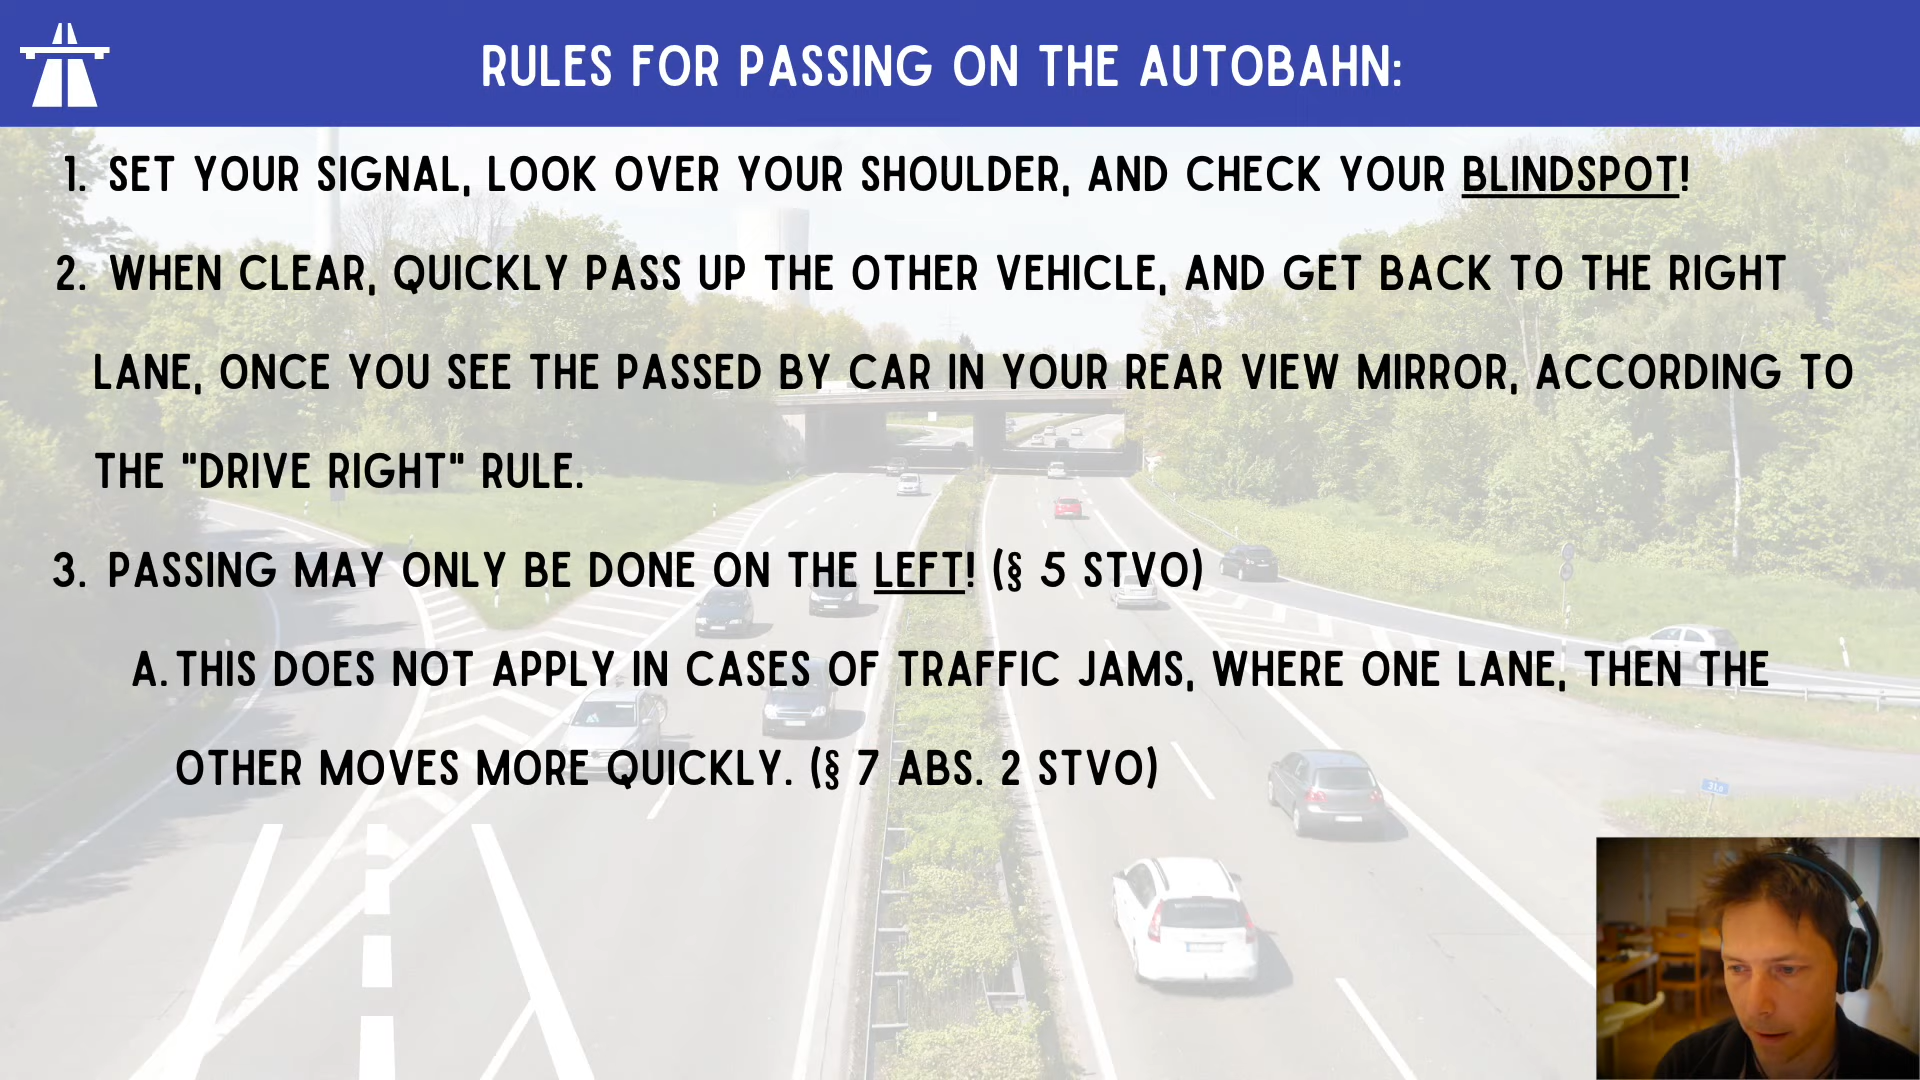 RULES FOR PASSING ON THE AUTOBAHN:
1. SET YOUR SIGNAL, LOOK OVER YOUR SHOULDER, AND CHECK YOUR BLINDSPOT!
2. WHEN CLEAR, QUICKLY PASS UP THE OTHER VEHICLE, AND GET BACK TO THE RIGHT
LANE, ONCE YOU SEE THE PASSED BY CAR IN YOUR REAR VIEW MIRROR, ACCORDING TO
THE "DRIVE RIGHT" RULE.
3. PASSING MAY ONLY BE DONE ON THE LEFT! (§ 5 STVO)
A. THIS DOES NOT APPLY IN CASES OF TRAFFIC JAMS, WHERE ONE LANE, THEN THE
OTHER MOVES MORE QUICKLY. (§ 7 ABS. 2 STVO)